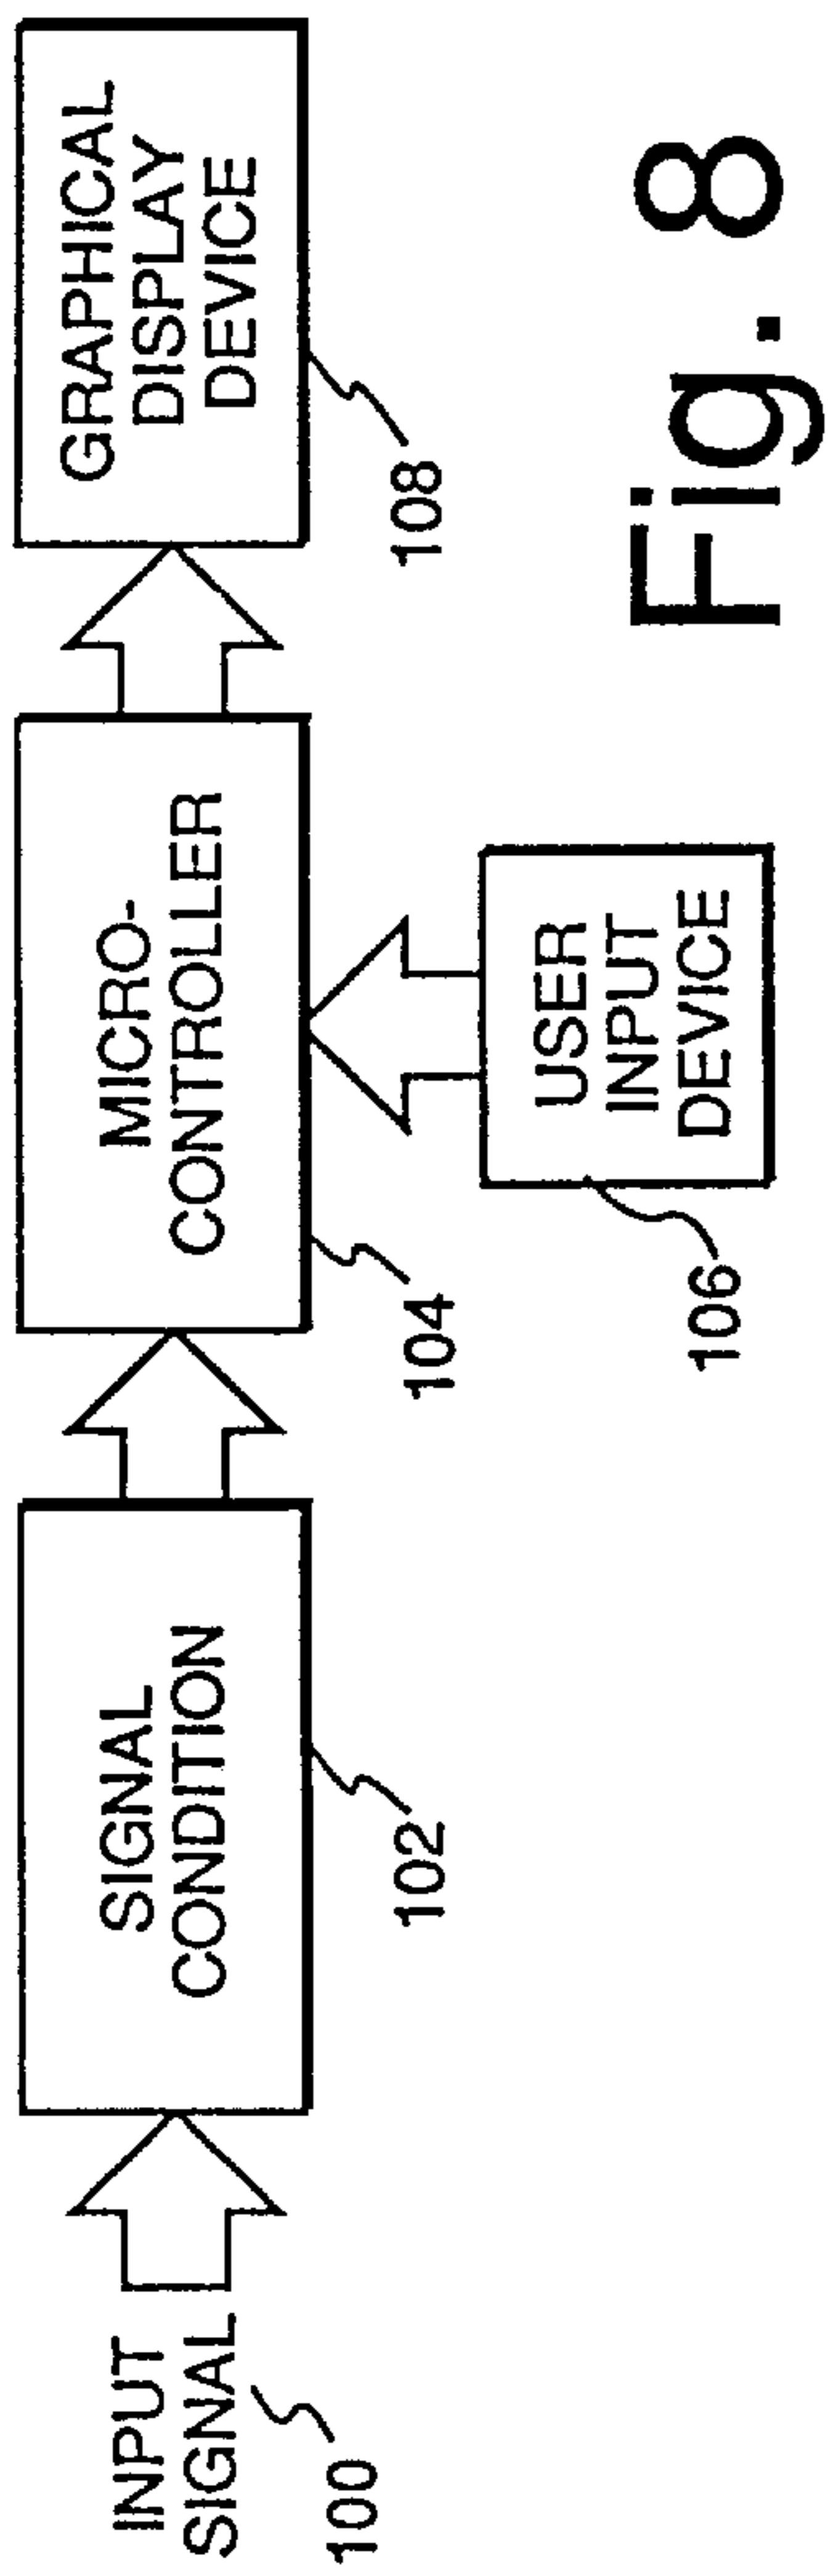 INPUT
SIGNAL
100
SIGNAL
CONDITION
102
MICRO-
CONTROLLER
104
USER
INPUT
DEVICE
106
GRAPHICAL
DISPLAY
DEVICE
108
Fig. 8